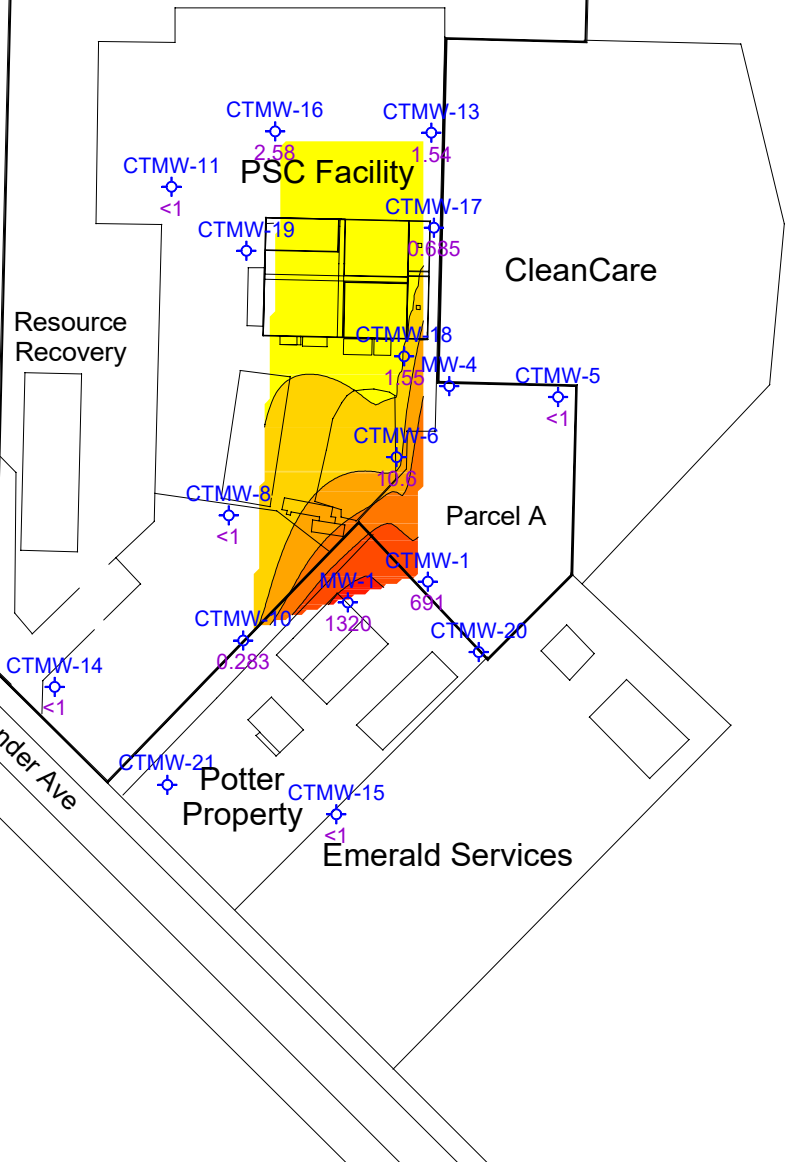 CTMW-16
CTMW-13
2.58
1.54
CTMW-11
PSC Facility
<1
CTMW-17
CTMW-19
0.685
CleanCare
Resource
Recovery
CTMW-18
1.55
MW-4
CTMW-5
<1
CTMW-6
10.6
CTMW-8
<1
Parcel A
CTMW-1
691
MW-1
1320
CTMW-10
0.283
CTMW-20
CTMW-14
<1
nder Ave
CTMW-21
Potter
Property
CTMW-15
<1
Emerald Services